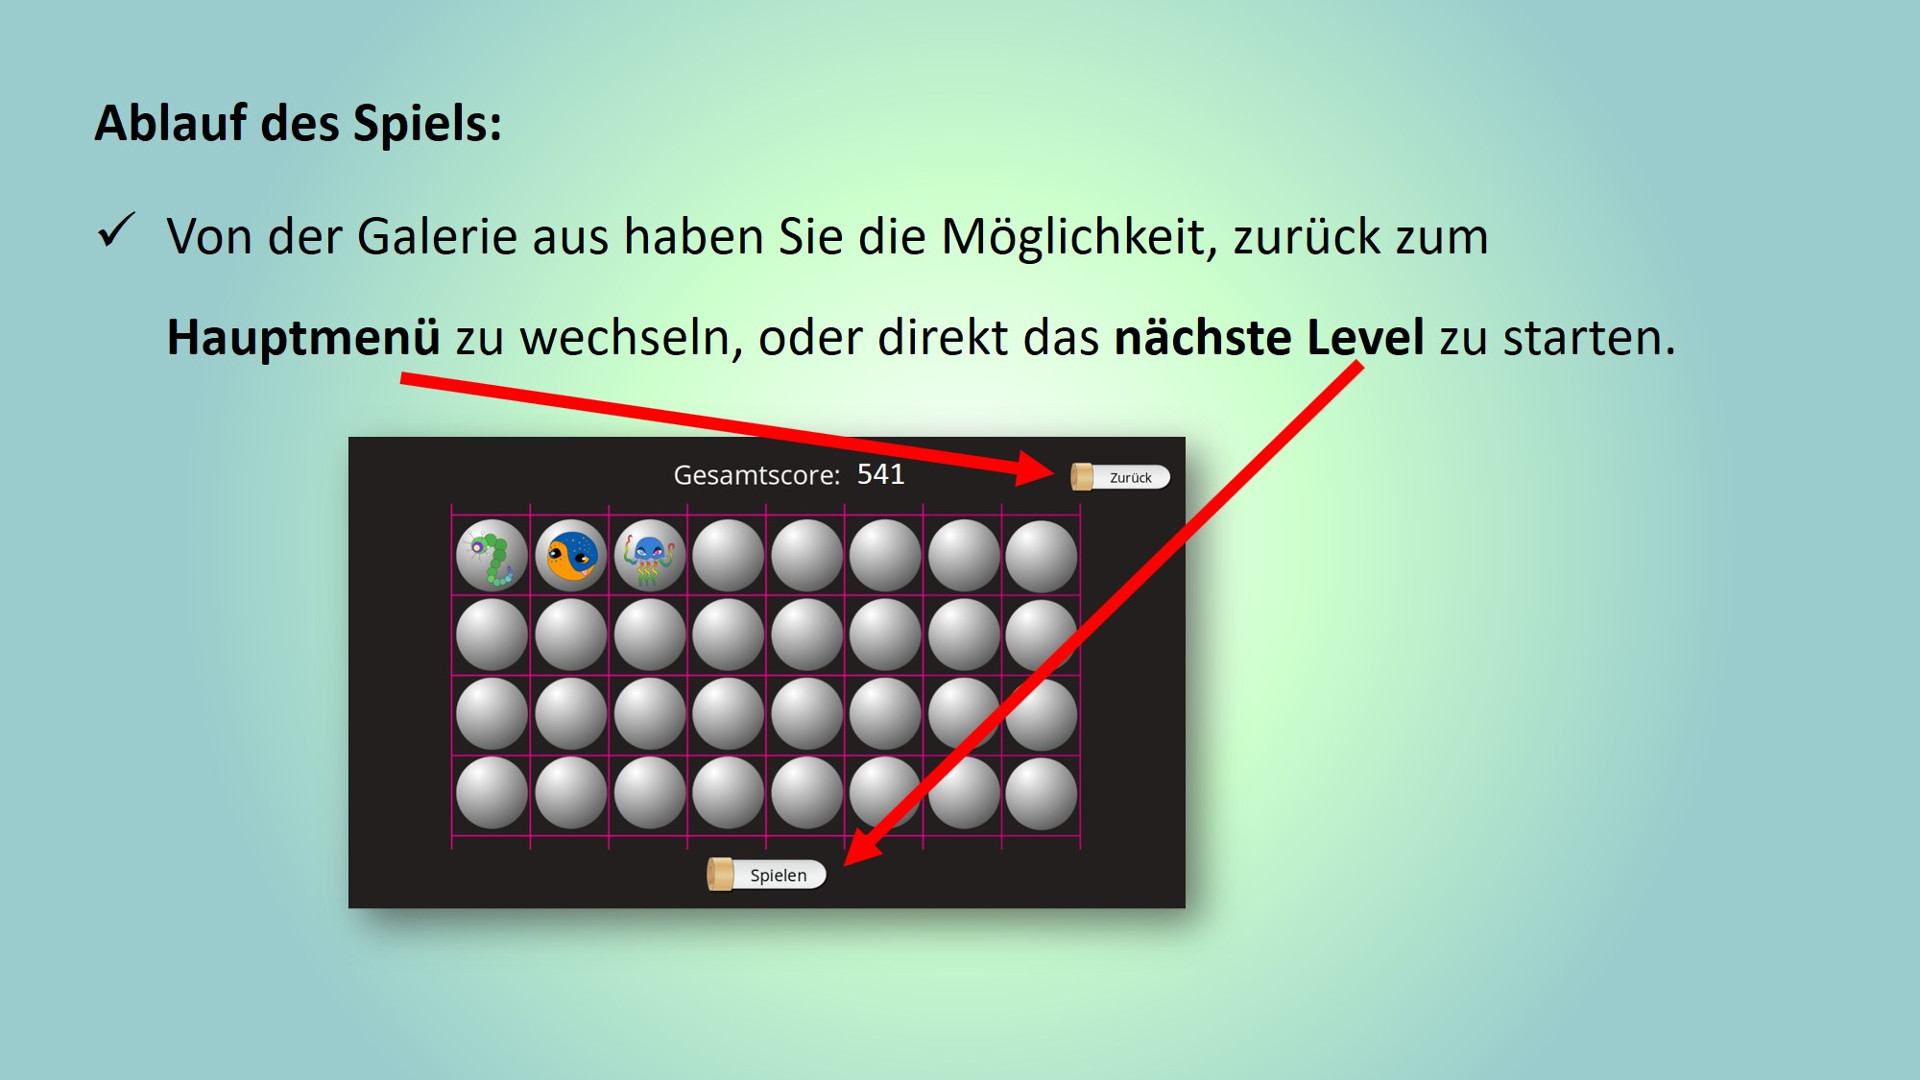 Ablauf des Spiels:
✓ Von der Galerie aus haben Sie die Möglichkeit, zurück zum
Hauptmenü zu wechseln, oder direkt das nächste Level zu starten.
Gesamtscore: 541
Zurück
Spielen